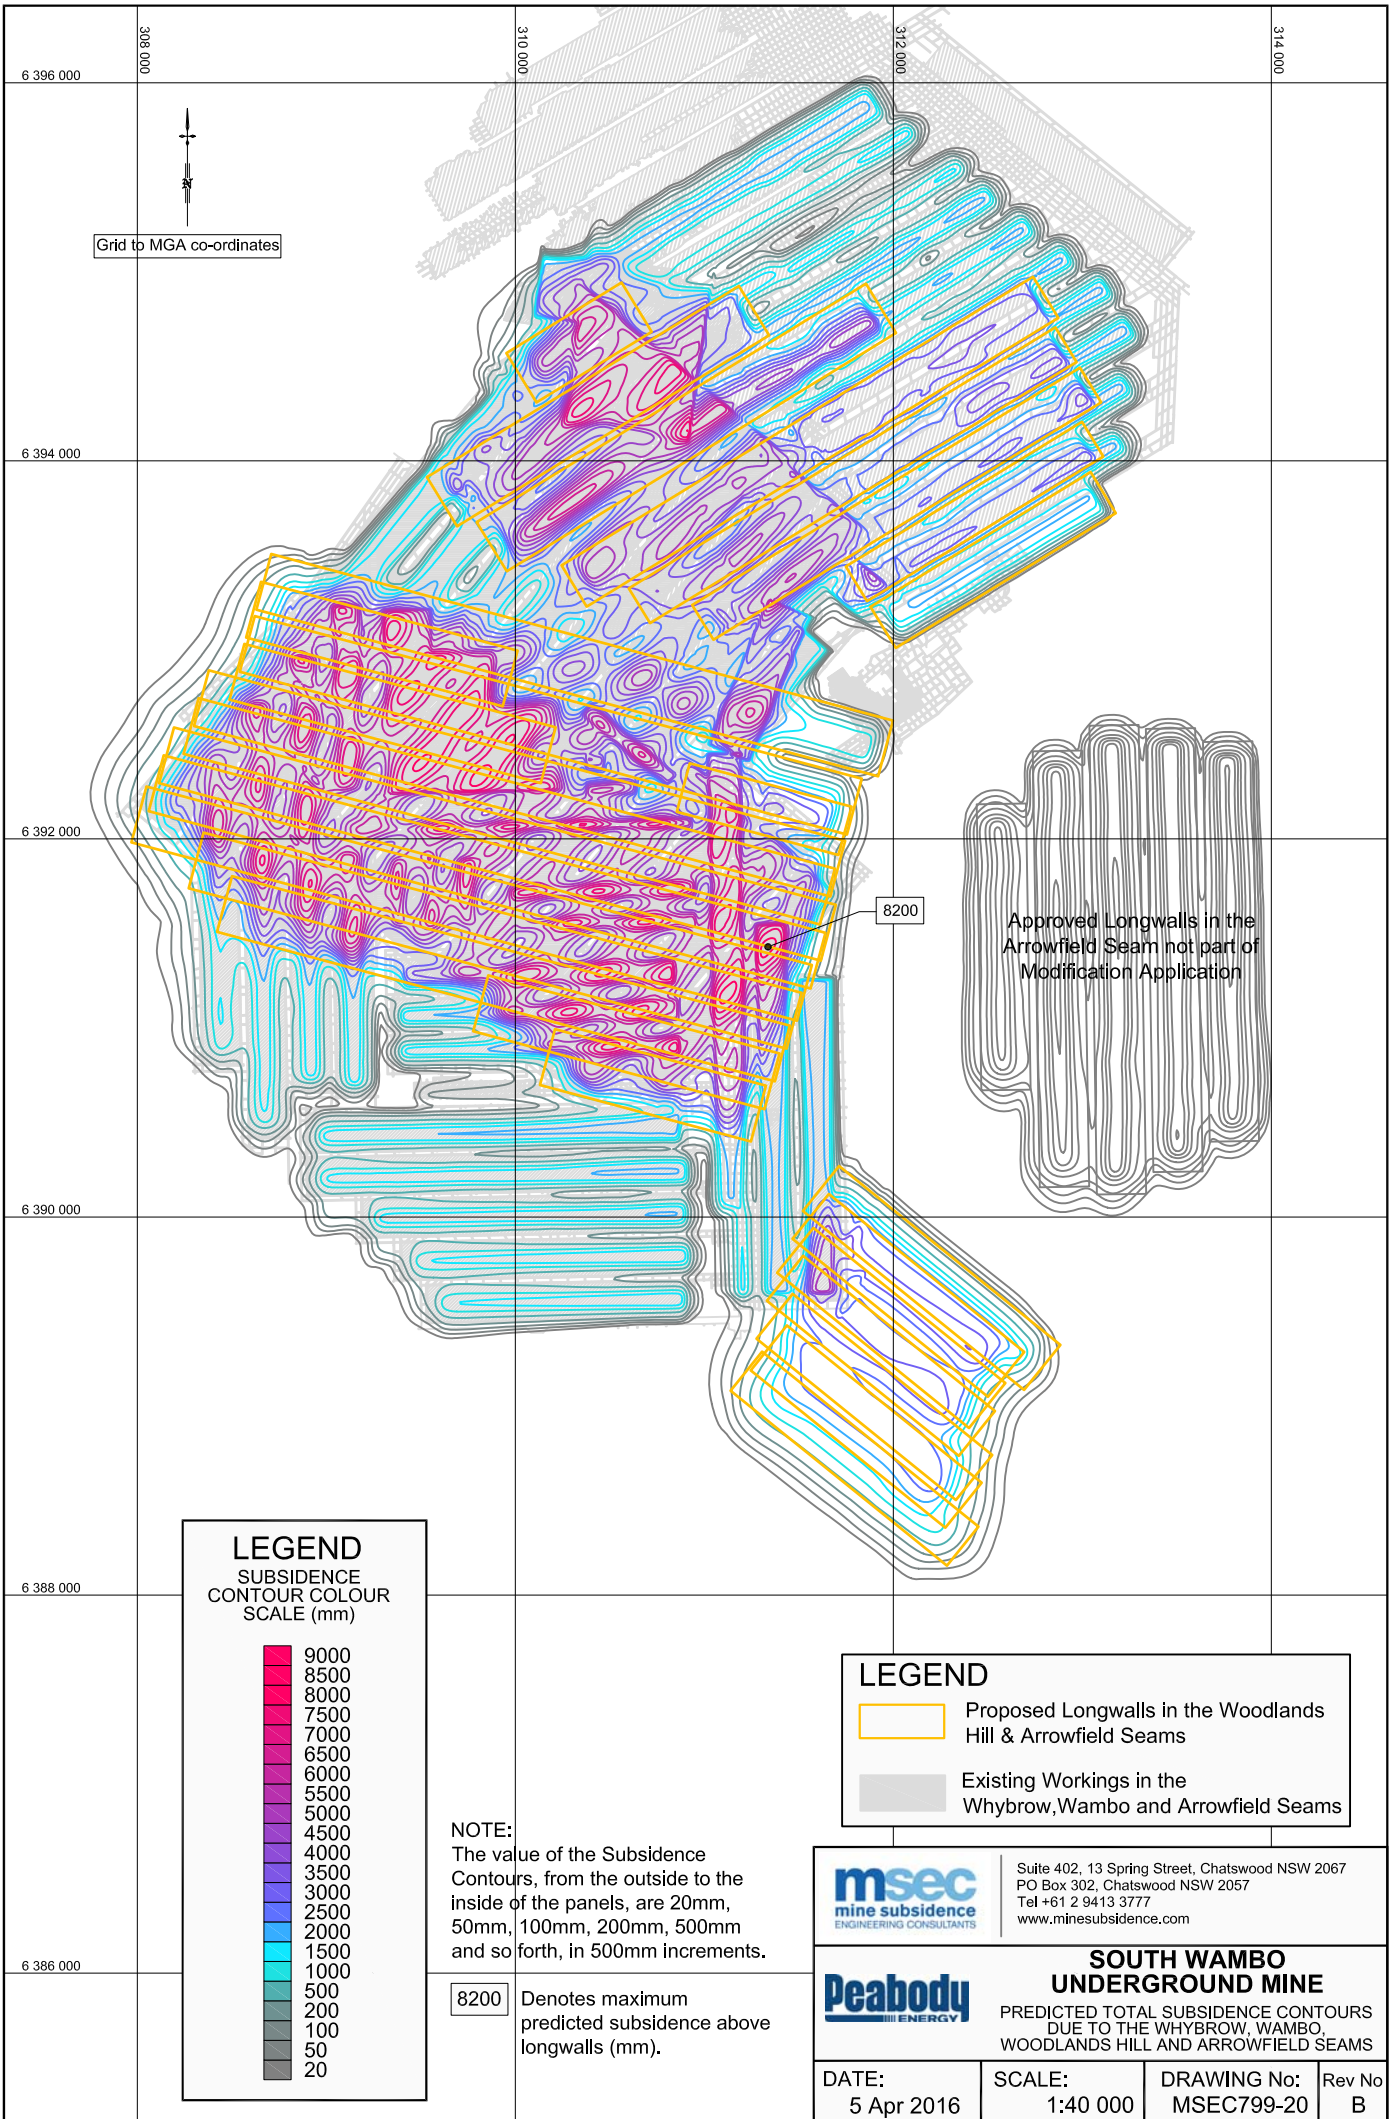 308 000
310 000
312 000
314 000
6 396 000
6 394 000
6 392 000
6 390 000
6 388 000
6 386 000
N
Grid to MGA co-ordinates
8200
Approved Longwalls in the
Arrowfield Seam not part of
Modification Application
LEGEND
SUBSIDENCE
CONTOUR COLOUR
SCALE (mm)
9000
8500
8000
7500
7000
6500
6000
5500
5000
4500
4000
3500
3000
2500
2000
1500
1000
500
200
100
50
20
NOTE:
The value of the Subsidence
Contours, from the outside to the
inside of the panels, are 20mm,
50mm, 100mm, 200mm, 500mm
and so forth, in 500mm increments.
8200 Denotes maximum
predicted subsidence above
longwalls (mm).
LEGEND
Proposed Longwalls in the Woodlands
Hill & Arrowfield Seams
Existing Workings in the
Whybrow,Wambo and Arrowfield Seams
msec
mine subsidence
ENGINEERING CONSULTANTS
Suite 402, 13 Spring Street, Chatswood NSW 2067
PO Box 302, Chatswood NSW 2057
Tel +61 2 9413 3777
www.minesubsidence.com
Peabody
ENERGY
SOUTH WAMBO
UNDERGROUND MINE
PREDICTED TOTAL SUBSIDENCE CONTOURS
DUE TO THE WHYBROW, WAMBO,
WOODLANDS HILL AND ARROWFIELD SEAMS
DATE:
5 Apr 2016
SCALE:
1:40 000
DRAWING No:
MSEC799-20
Rev No
B